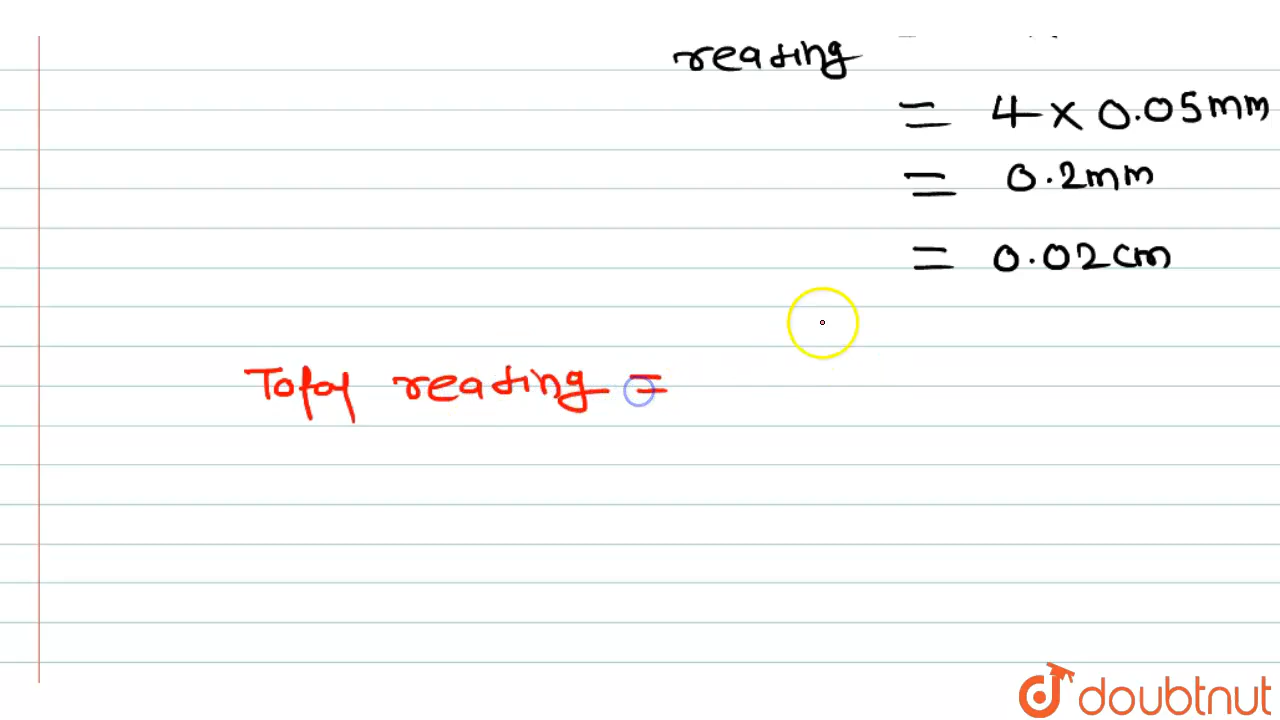 reading
= 4 × 0.05mm
= 0.2mm
= 0.02cm
Total reading =
doubtnut